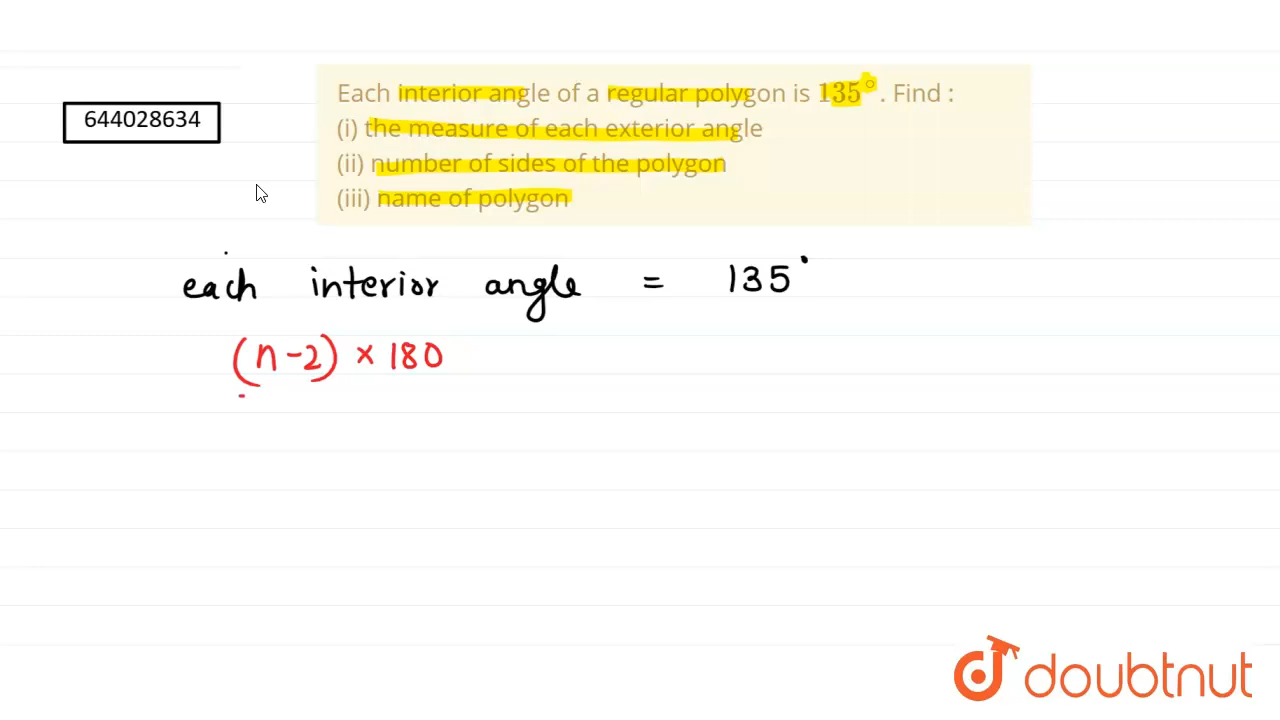 644028634
Each interior angle of a regular polygon is 135° . Find :
(i) the measure of each exterior angle
(ii) number of sides of the polygon
(iii) name of polygon
each interior angle = 135°
(n-2) × 180
doubtnut